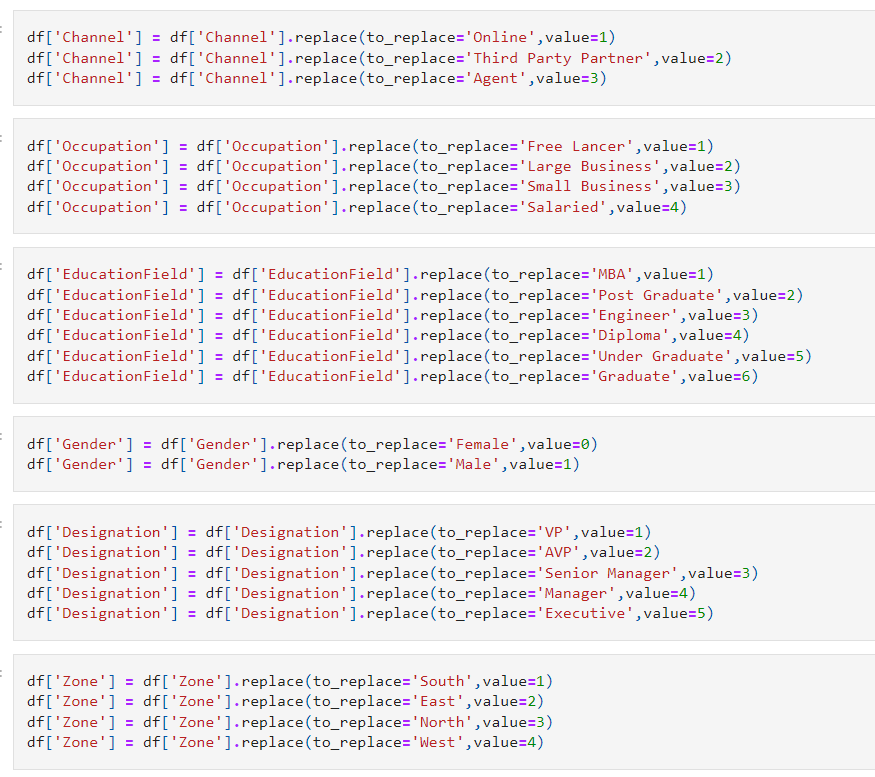 df['Channel'] = df['Channel'].replace(to_replace='Online',value=1)
df['Channel'] = df['Channel'].replace(to_replace='Third Party Partner',value=2)
df['Channel'] = df['Channel'].replace(to_replace='Agent',value=3)
df['Occupation'] = df['Occupation'].replace(to_replace='Free Lancer',value=1)
df['Occupation'] = df['Occupation'].replace(to_replace='Large Business',value=2)
df['Occupation'] = df['Occupation'].replace(to_replace='Small Business',value=3)
df['Occupation'] = df['Occupation'].replace(to_replace='Salaried',value=4)
df['EducationField'] = df['EducationField'].replace(to_replace='MBA',value=1)
df['EducationField'] = df['EducationField'].replace(to_replace='Post Graduate',value=2)
df['EducationField'] = df['EducationField'].replace(to_replace='Engineer',value=3)
df['EducationField'] = df['EducationField'].replace(to_replace='Diploma',value=4)
df['EducationField'] = df['EducationField'].replace(to_replace='Under Graduate',value=5)
df['EducationField'] = df['EducationField'].replace(to_replace='Graduate',value=6)
df['Gender'] = df['Gender'].replace(to_replace='Female',value=0)
df['Gender'] = df['Gender'].replace(to_replace='Male',value=1)
df['Designation'] = df['Designation'].replace(to_replace='VP',value=1)
df['Designation'] = df['Designation'].replace(to_replace='AVP',value=2)
df['Designation'] = df['Designation'].replace(to_replace='Senior Manager',value=3)
df['Designation'] = df['Designation'].replace(to_replace='Manager',value=4)
df['Designation'] = df['Designation'].replace(to_replace='Executive',value=5)
df['Zone'] = df['Zone'].replace(to_replace='South',value=1)
df['Zone'] = df['Zone'].replace(to_replace='East',value=2)
df['Zone'] = df['Zone'].replace(to_replace='North',value=3)
df['Zone'] = df['Zone'].replace(to_replace='West',value=4)